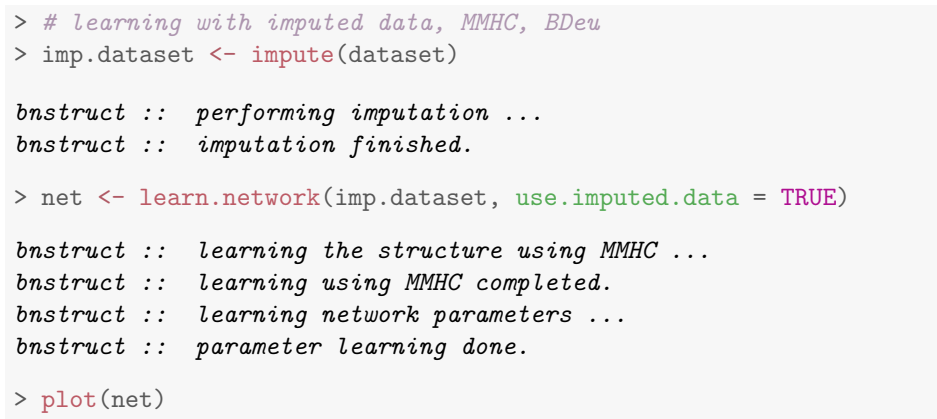 > # learning with imputed data, MMHC, BDeu
> imp.dataset <- impute(dataset)
bnstruct :: performing imputation ...
bnstruct :: imputation finished.
> net <- learn.network(imp.dataset, use.imputed.data = TRUE)
bnstruct :: learning the structure using MMHC ...
bnstruct :: learning using MMHC completed.
bnstruct :: learning network parameters ...
bnstruct :: parameter learning done.
> plot(net)